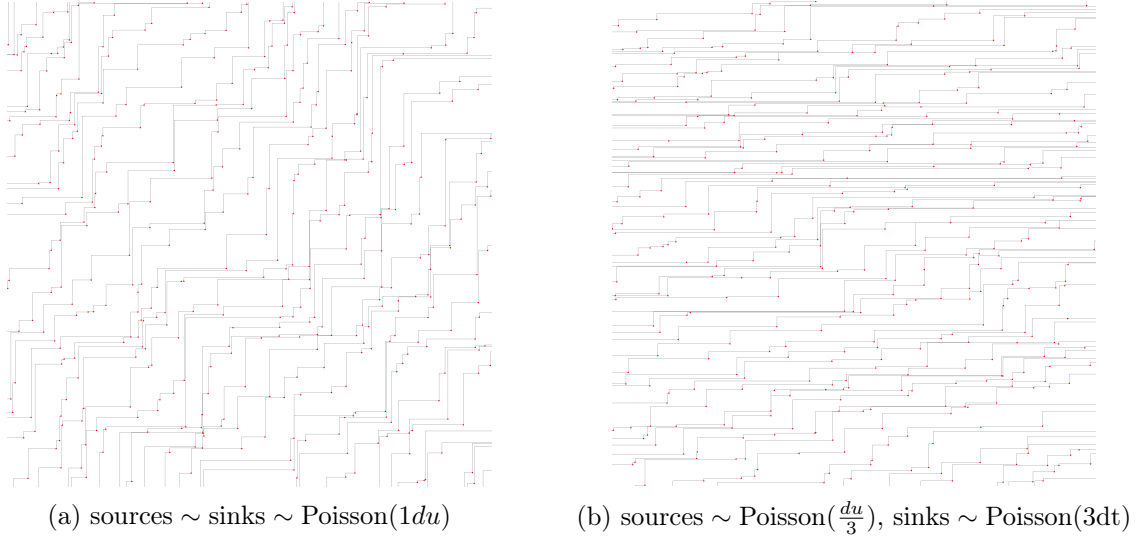 (a) sources ∼ sinks ∼ Poisson(1du)
(b) sources ∼ Poisson(du/3), sinks ∼ Poisson(3dt)